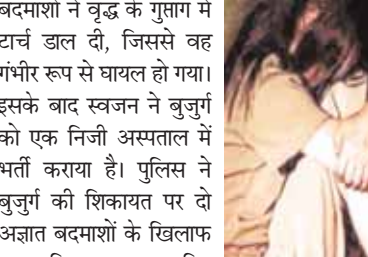 बदमाशों ने वृद्ध के गुप्तांग में
टार्च डाल दी, जिससे वह
गंभीर रूप से घायल हो गया।
इसके बाद स्वजन ने बुजुर्ग
को एक निजी अस्पताल में
भर्ती कराया है। पुलिस ने
बुजुर्ग की शिकायत पर दो
अज्ञात बदमाशों के खिलाफ